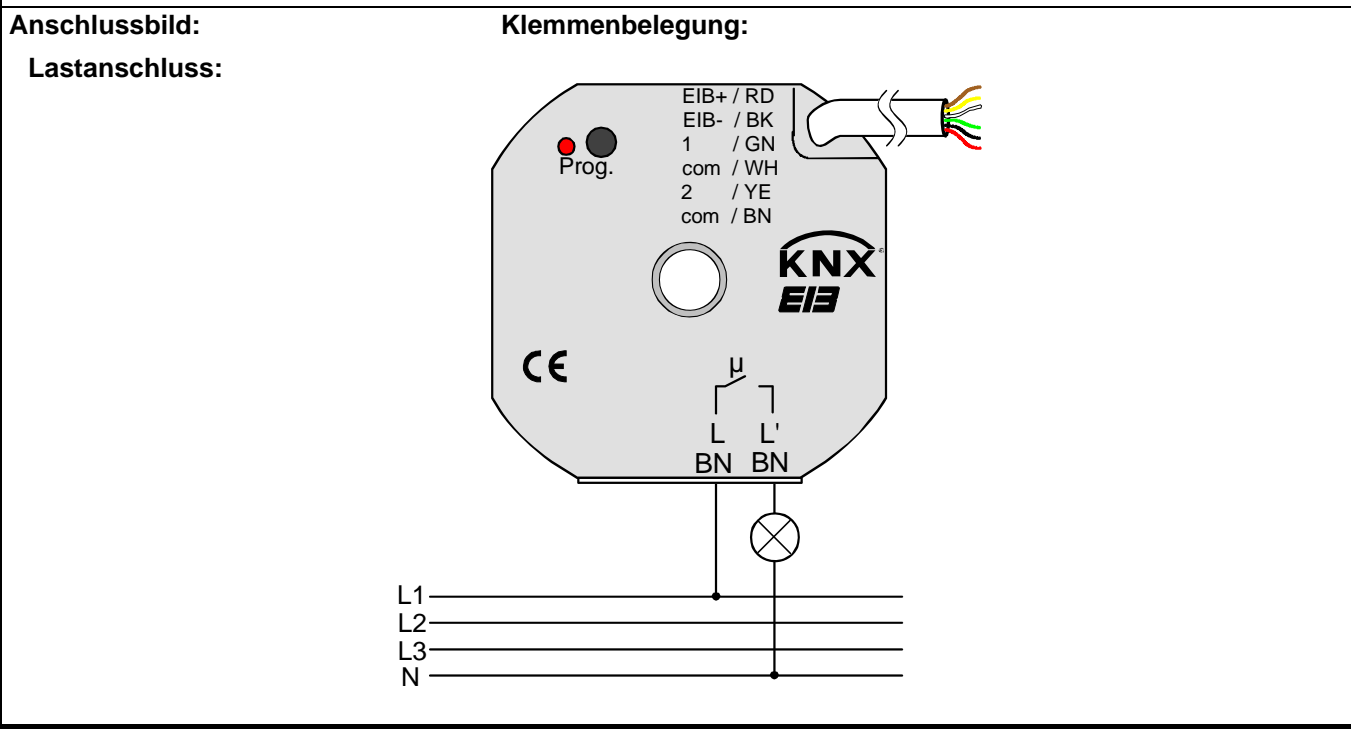 Anschlussbild: Klemmenbelegung:
Lastanschluss:
EIB+ / RD
EIB- / BK
1 / GN
com / WH
2 / YE
com / BN
Prog.
KNX®
EIB
CE
µ
L L'
BN BN
L1
L2
L3
N